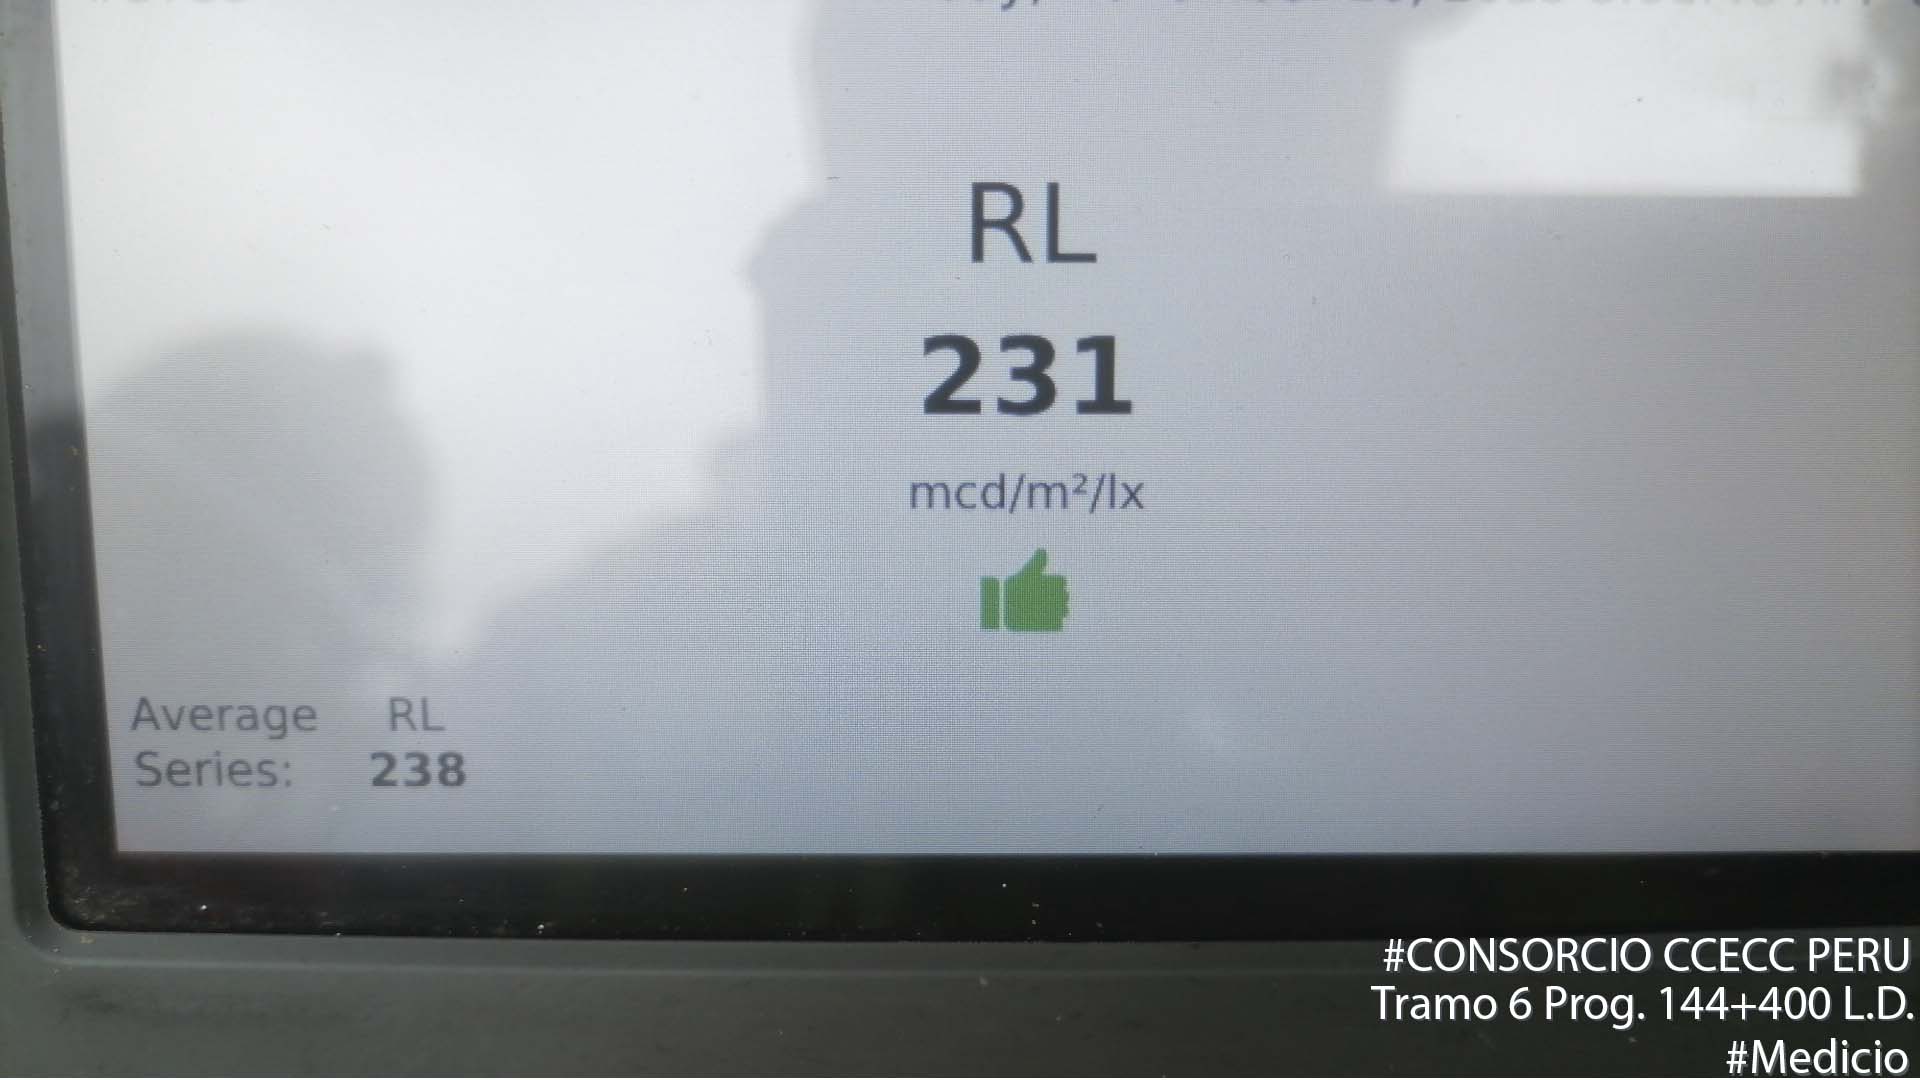 RL
231
mcd/m²/lx
Average RL
Series: 238
#CONSORCIO CCECC PERU
Tramo 6 Prog. 144+400 L.D.
#Medicio